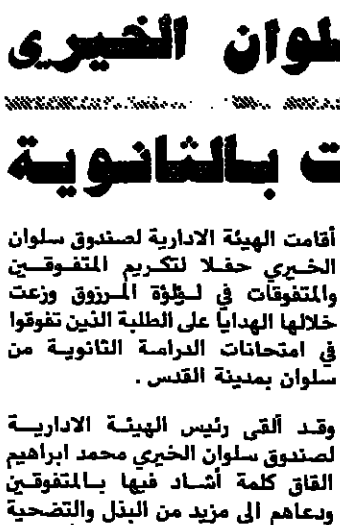 سلوان الخيرى
ت بالثانوية
أقامت الهيئة الادارية لصندوق سلوان
الخيري حفلا لتكريم المتفوقين
والمتفوقات في لؤلؤة المرزوق وزعت
خلالها الهدايا على الطلبة الذين تفوقوا
في امتحانات الدراسة الثانوية من
سلوان بمدينة القدس .
وقد ألقى رئيس الهيئة الادارية
لصندوق سلوان الخيري محمد ابراهيم
القاق كلمة أشاد فيها بالمتفوقين
ودعاهم الى مزيد من البذل والتضحية